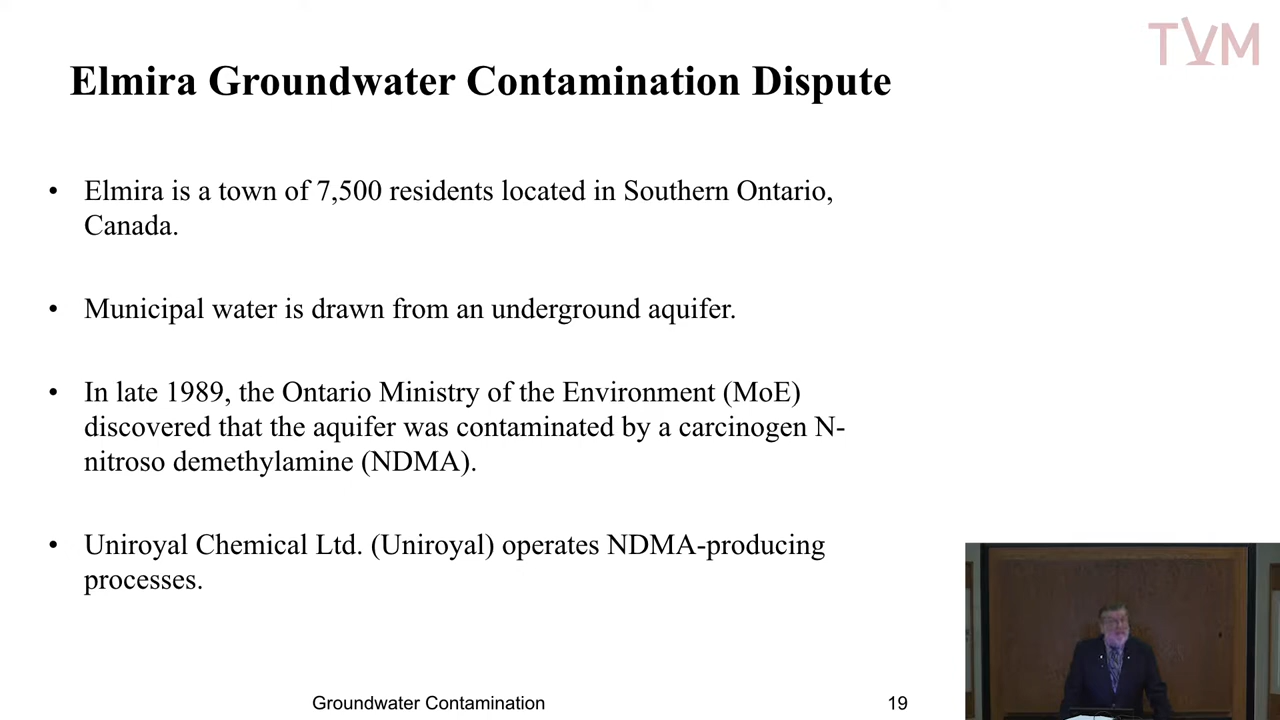 TVM
Elmira Groundwater Contamination Dispute
• Elmira is a town of 7,500 residents located in Southern Ontario,
Canada.
• Municipal water is drawn from an underground aquifer.
• In late 1989, the Ontario Ministry of the Environment (MoE)
discovered that the aquifer was contaminated by a carcinogen N-
nitroso demethylamine (NDMA).
• Uniroyal Chemical Ltd. (Uniroyal) operates NDMA-producing
processes.
Groundwater Contamination 19